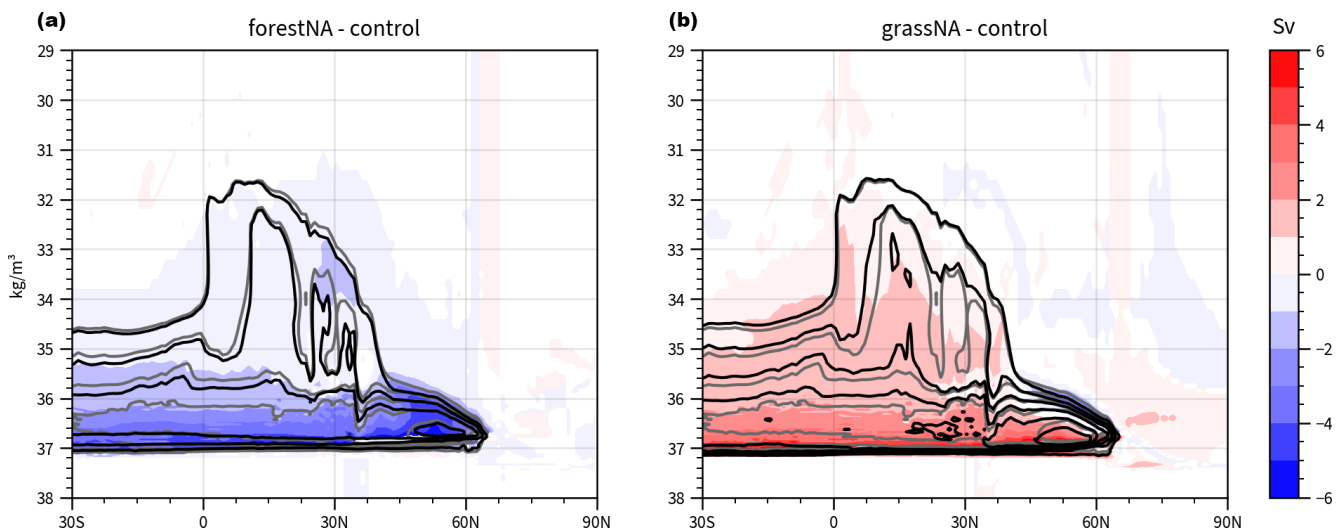 (a)
forestNA - control
(b)
grassNA - control
Sv
29
30
31
32
33
34
35
36
37
38
kg/m³
30S
0
30N
60N
90N
29
30
31
32
33
34
35
36
37
38
30S
0
30N
60N
90N
6
4
2
0
−2
−4
−6